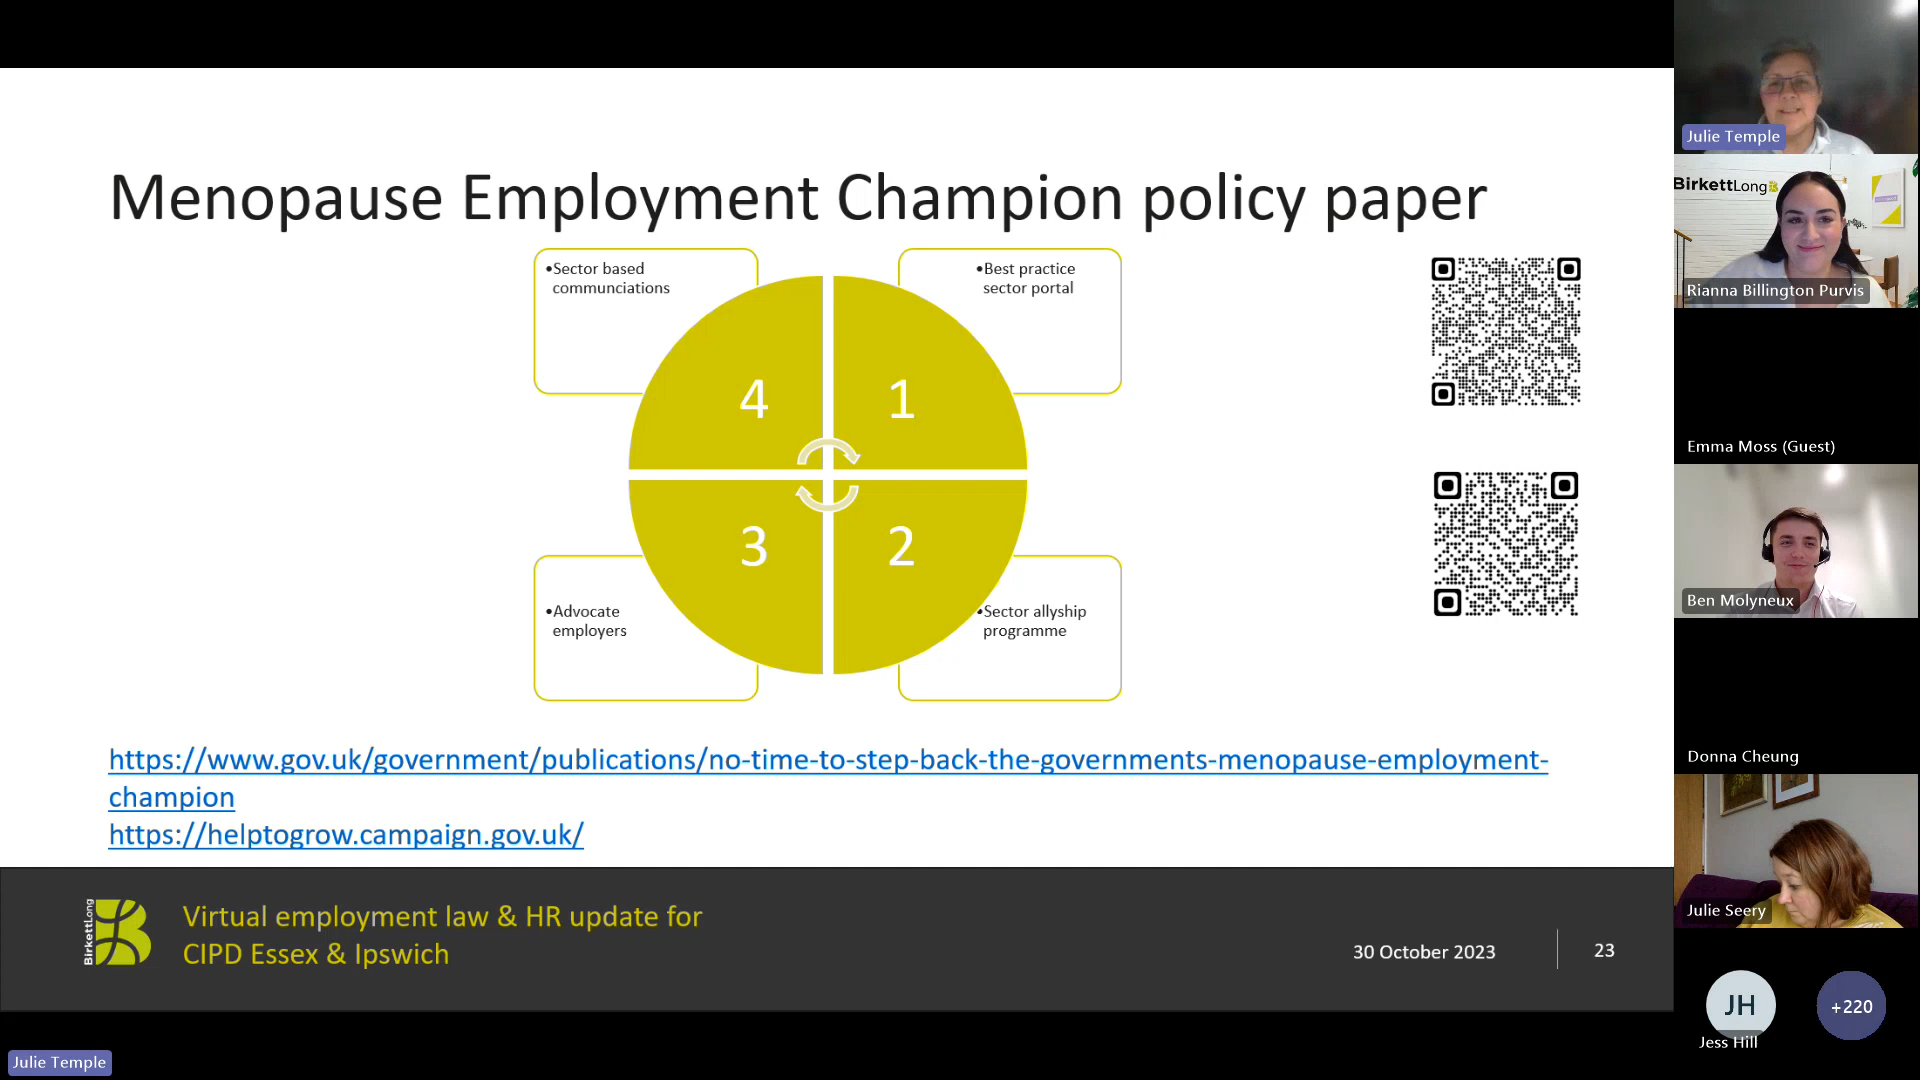 Menopause Employment Champion policy paper
•Sector based
communciations
•Best practice
sector portal
4
1
3
2
•Advocate
employers
•Sector allyship
programme
https://www.gov.uk/government/publications/no-time-to-step-back-the-governments-menopause-employment-
champion
https://helptogrow.campaign.gov.uk/
BirkettLong
Virtual employment law & HR update for
CIPD Essex & Ipswich
30 October 2023
23
Julie Temple
Julie Temple
BirkettLong
Rianna Billington Purvis
Emma Moss (Guest)
Ben Molyneux
Donna Cheung
Julie Seery
JH
Jess Hill
+220